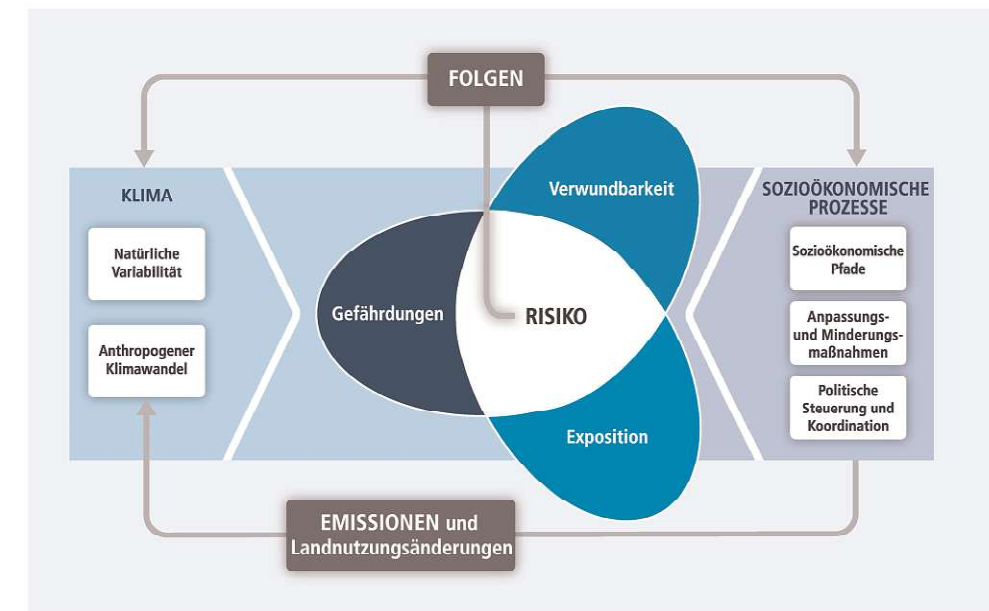 FOLGEN
KLIMA
Natürliche
Variabilität
Anthropogener
Klimawandel
Gefährdungen
Verwundbarkeit
RISIKO
Exposition
SOZIOÖKONOMISCHE
PROZESSE
Sozioökonomische
Pfade
Anpassungs-
und Minderungs-
maßnahmen
Politische
Steuerung und
Koordination
EMISSIONEN und
Landnutzungsänderungen